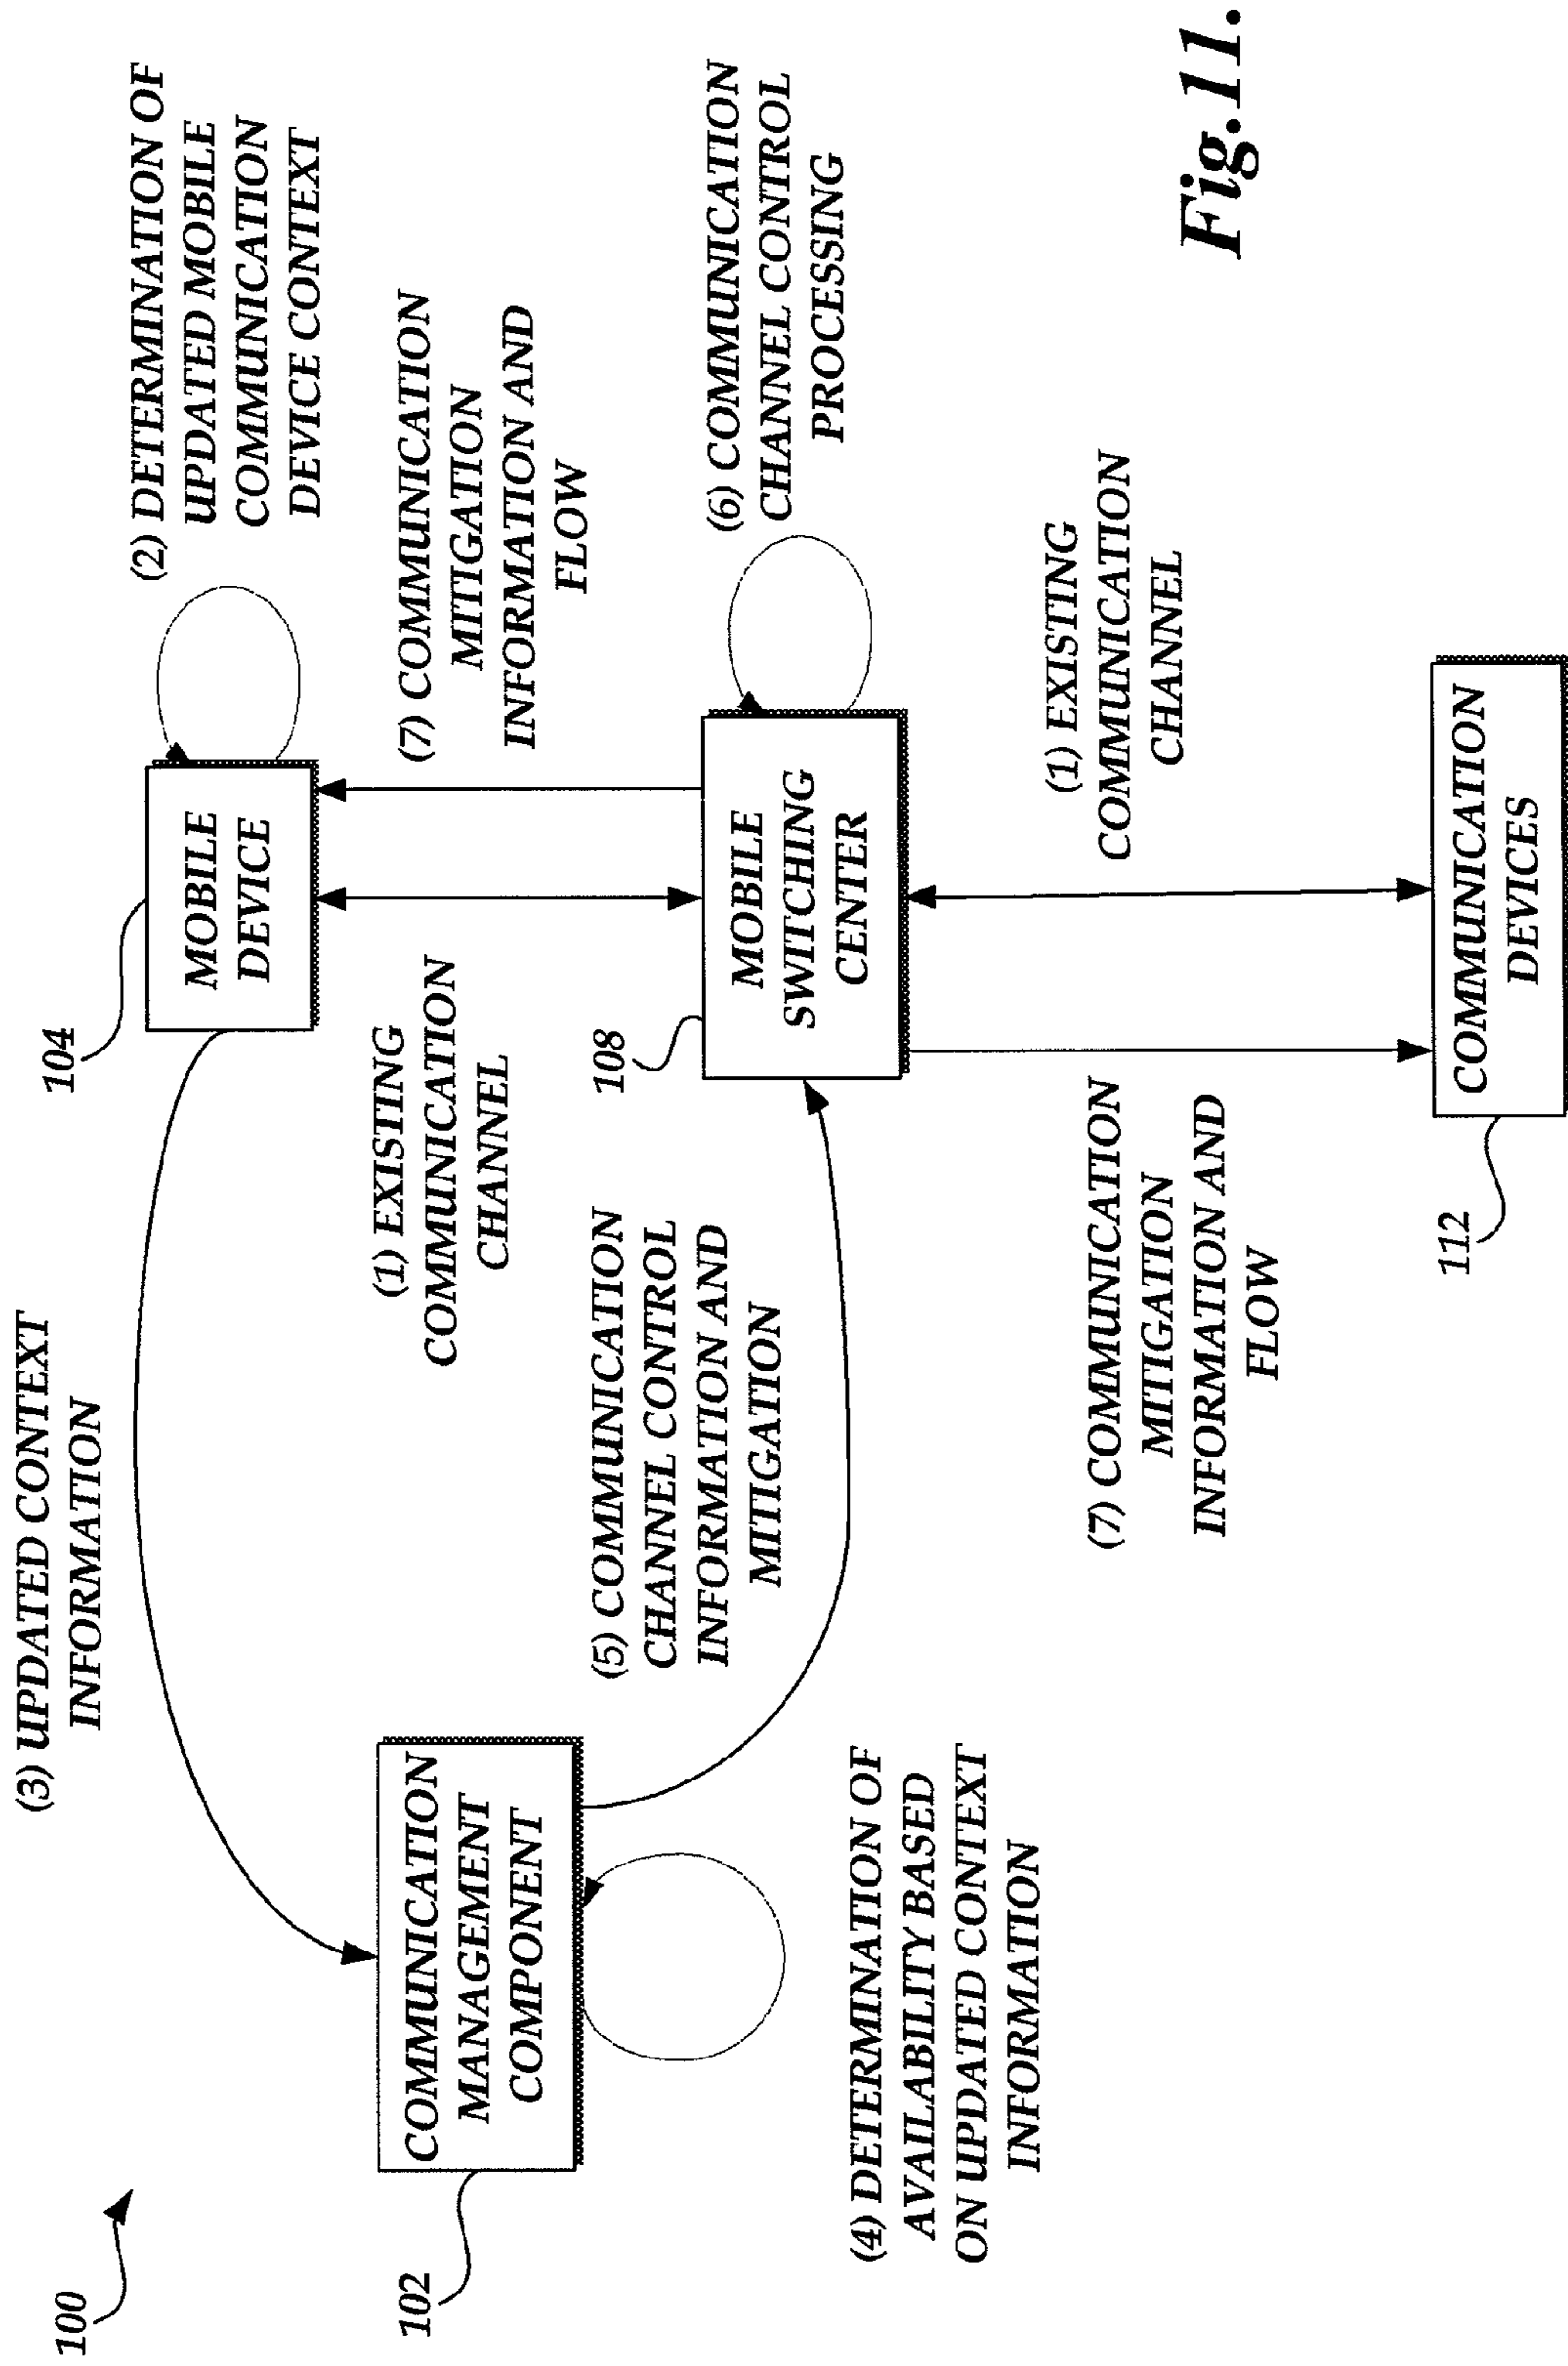 100
(3) UPDATED CONTEXT
INFORMATION
104
MOBILE
DEVICE
(2) DETERMINATION OF
UPDATED MOBILE
COMMUNICATION
DEVICE CONTEXT
102
COMMUNICATION
MANAGEMENT
COMPONENT
(1) EXISTING
COMMUNICATION
CHANNEL
(7) COMMUNICATION
MITIGATION
INFORMATION AND
FLOW
(5) COMMUNICATION
CHANNEL CONTROL
INFORMATION AND
MITIGATION
108
MOBILE
SWITCHING
CENTER
(6) COMMUNICATION
CHANNEL CONTROL
PROCESSING
(4) DETERMINATION OF
AVAILABILITY BASED
ON UPDATED CONTEXT
INFORMATION
(7) COMMUNICATION
MITIGATION
INFORMATION AND
FLOW
(1) EXISTING
COMMUNICATION
CHANNEL
112
COMMUNICATION
DEVICES
Fig.11.